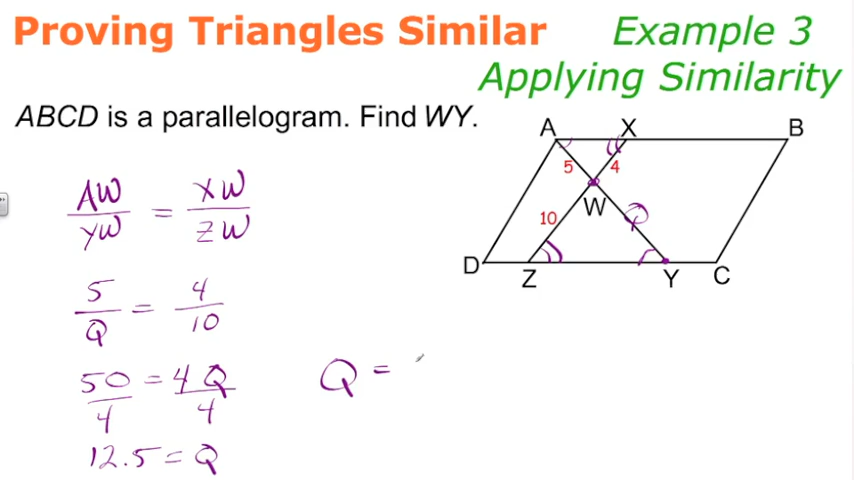 Proving Triangles Similar
Example 3
Applying Similarity
ABCD is a parallelogram. Find WY.
A X B
5 4
W
10 Q
D Z Y C
AW/YW = XW/ZW
5/Q = 4/10
50/4 = 4Q/4
12.5 = Q
Q =